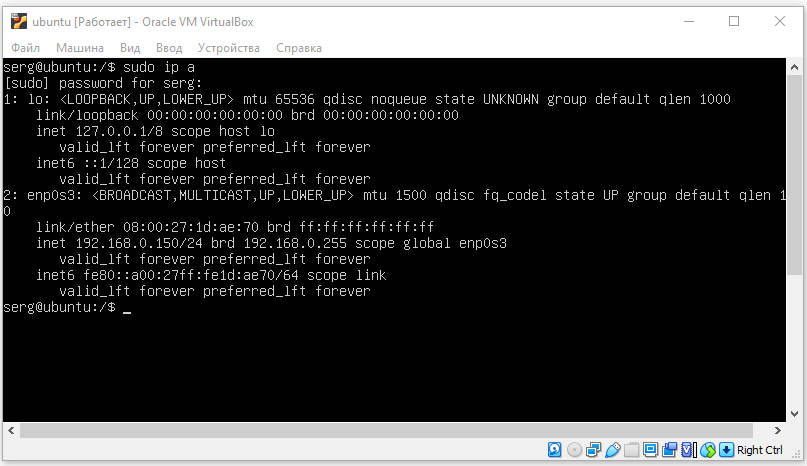 ubuntu [Работает] - Oracle VM VirtualBox
Файл Машина Вид Ввод Устройства Справка
serg@ubuntu:/$ sudo ip a
[sudo] password for serg:
1: lo: <LOOPBACK,UP,LOWER_UP> mtu 65536 qdisc noqueue state UNKNOWN group default qlen 1000
    link/loopback 00:00:00:00:00:00 brd 00:00:00:00:00:00
    inet 127.0.0.1/8 scope host lo
       valid_lft forever preferred_lft forever
    inet6 ::1/128 scope host
       valid_lft forever preferred_lft forever
2: enp0s3: <BROADCAST,MULTICAST,UP,LOWER_UP> mtu 1500 qdisc fq_codel state UP group default qlen 1
0
    link/ether 08:00:27:1d:ae:70 brd ff:ff:ff:ff:ff:ff
    inet 192.168.0.150/24 brd 192.168.0.255 scope global enp0s3
       valid_lft forever preferred_lft forever
    inet6 fe80::a00:27ff:fe1d:ae70/64 scope link
       valid_lft forever preferred_lft forever
serg@ubuntu:/$ _
Right Ctrl